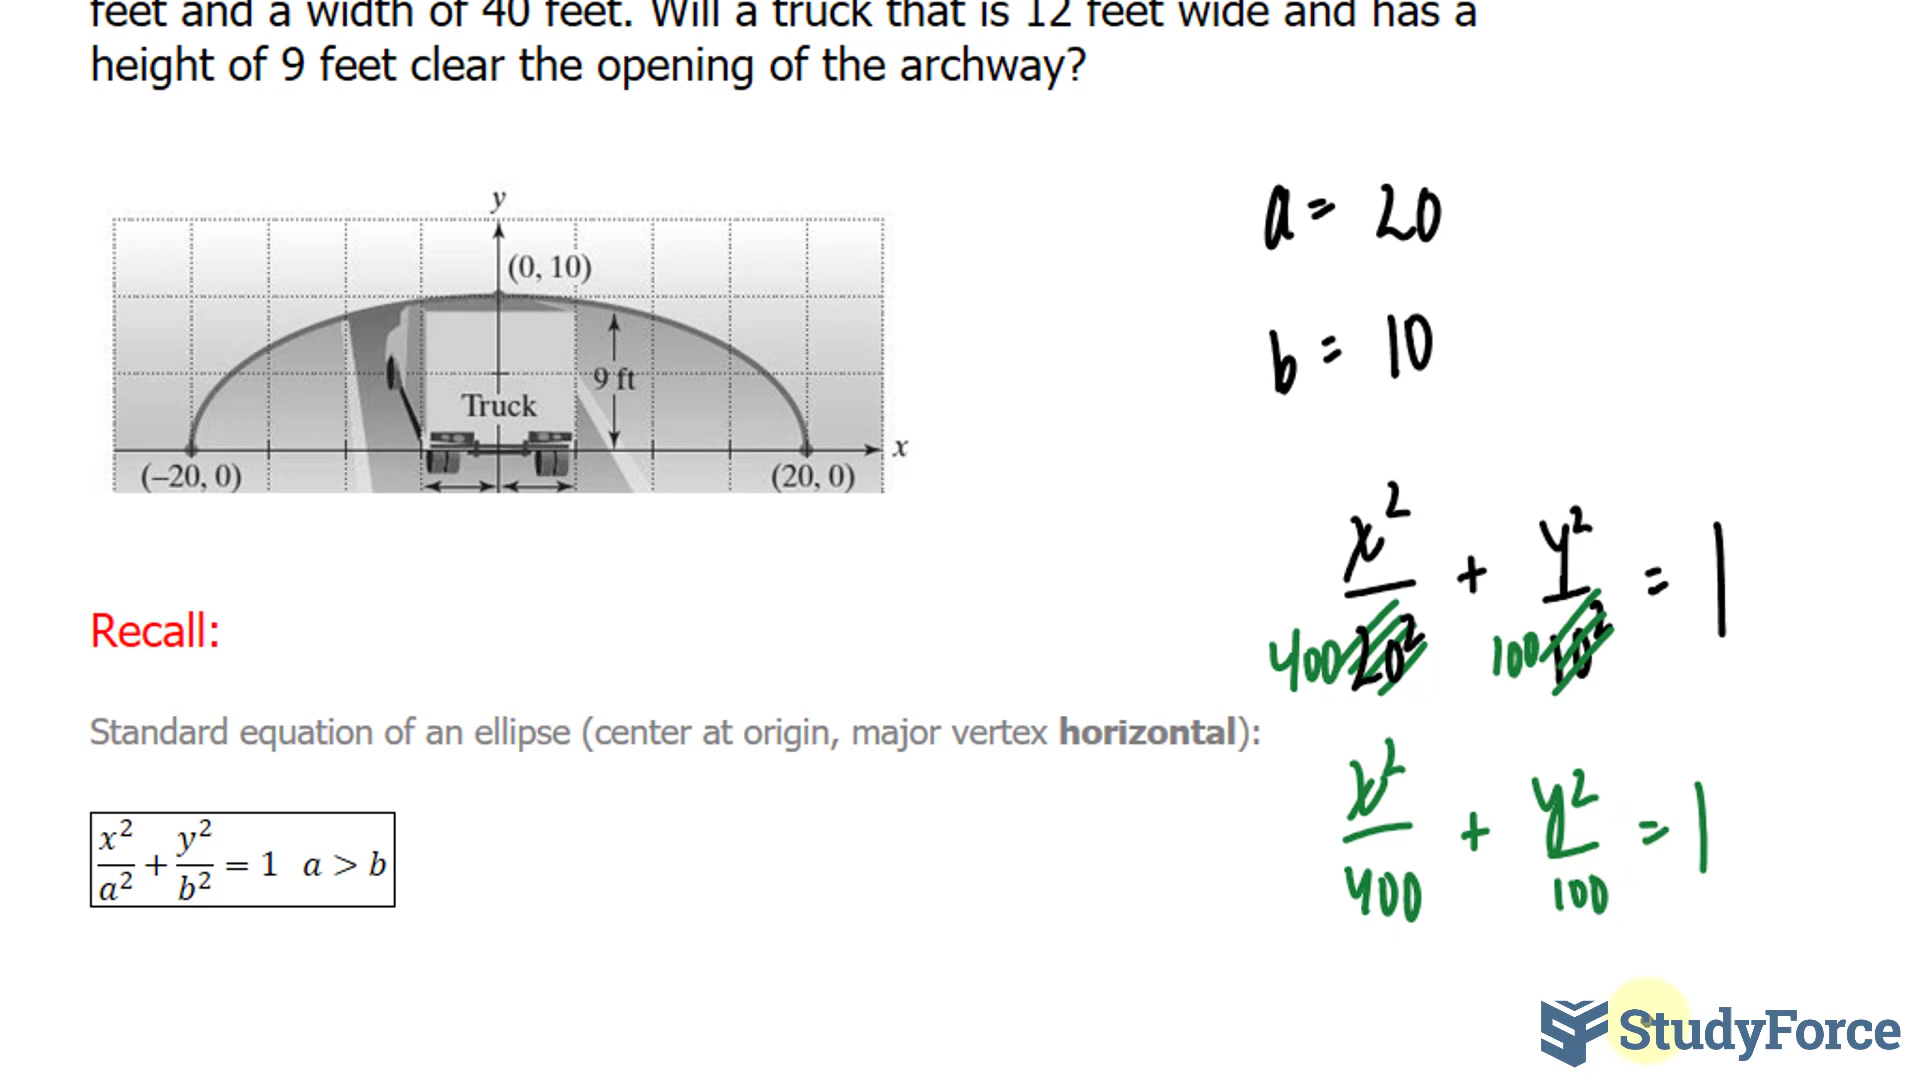 feet and a width of 40 feet. Will a truck that is 12 feet wide and has a
height of 9 feet clear the opening of the archway?
y
(0, 10)
9 ft
Truck
x
(–20, 0)
(20, 0)
a = 20
b = 10
x² / 20² + y² / 10² = 1
400 100
x² / 400 + y² / 100 = 1
Recall:
Standard equation of an ellipse (center at origin, major vertex horizontal):
x² / a² + y² / b² = 1 a > b
StudyForce